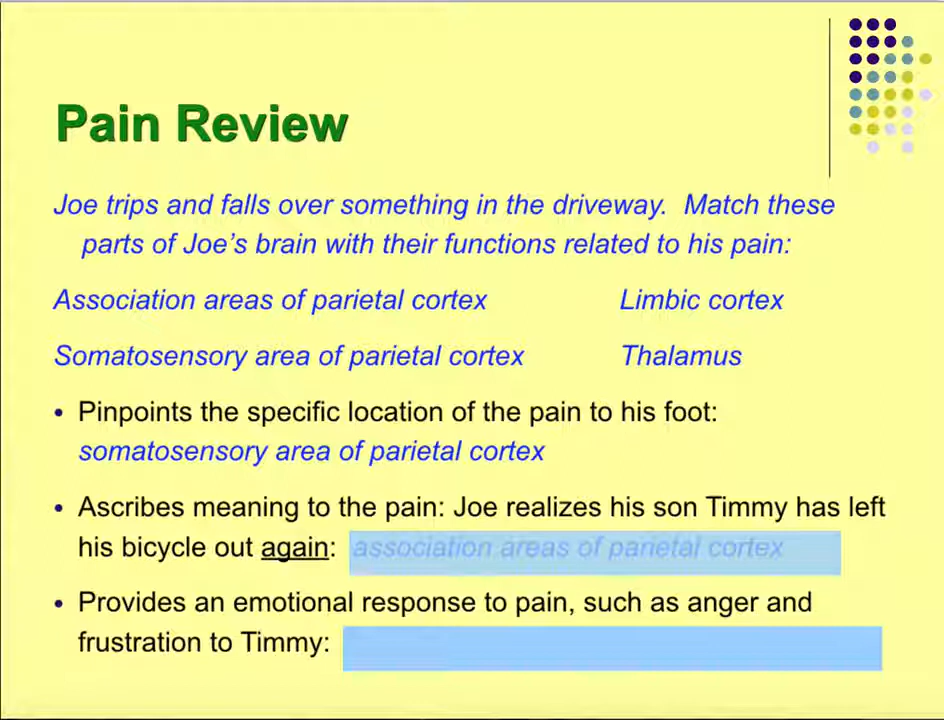 Pain Review
Joe trips and falls over something in the driveway.  Match these
parts of Joe's brain with their functions related to his pain:
Association areas of parietal cortex Limbic cortex
Somatosensory area of parietal cortex Thalamus
• Pinpoints the specific location of the pain to his foot:
somatosensory area of parietal cortex
• Ascribes meaning to the pain: Joe realizes his son Timmy has left
his bicycle out again: association areas of parietal cortex
• Provides an emotional response to pain, such as anger and
frustration to Timmy: